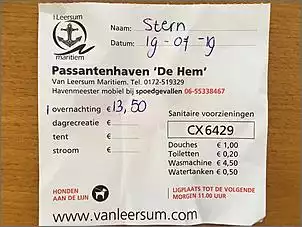 't Leersum
maritiem
Naam: Stern
Datum: 19-07-19
Passantenhaven 'De Hem'
Van Leersum Maritiem. Tel. 0172-519329
Havenmeester mobiel bij spoedgevallen 06-55338467
1 overnachting € 13,50
dagrecreatie €
tent €
stroom €
Sanitaire voorzieningen
CX6429
Douches € 1,00
Toiletten € 0,20
Wasmachine € 4,50
Watertanken € 0,50
HONDEN
AAN DE LIJN
LIGPLAATS TOT DE VOLGENDE
MORGEN 11.00 UUR
www.vanleersum.com